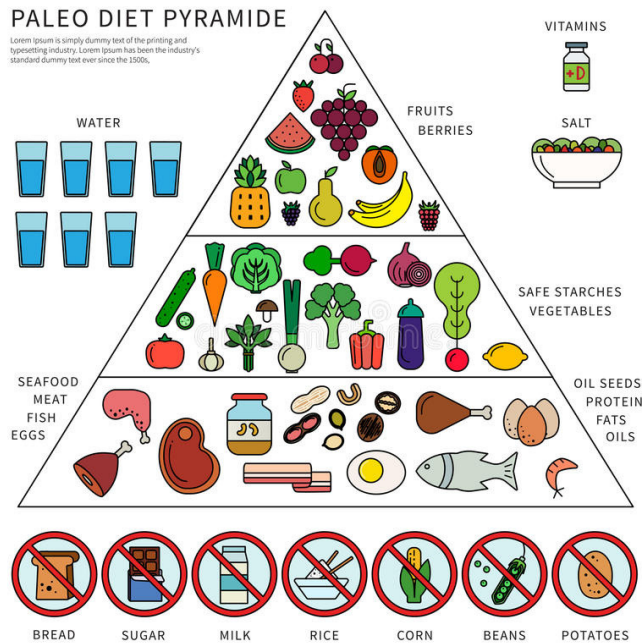 PALEO DIET PYRAMIDE
Lorem Ipsum is simply dummy text of the printing and
typesetting industry. Lorem Ipsum has been the industry's
standard dummy text ever since the 1500s,
VITAMINS
+D
WATER
FRUITS
BERRIES
SALT
SAFE STARCHES
VEGETABLES
SEAFOOD
MEAT
FISH
EGGS
OIL SEEDS
PROTEIN
FATS
OILS
BREAD
SUGAR
MILK
RICE
CORN
BEANS
POTATOES